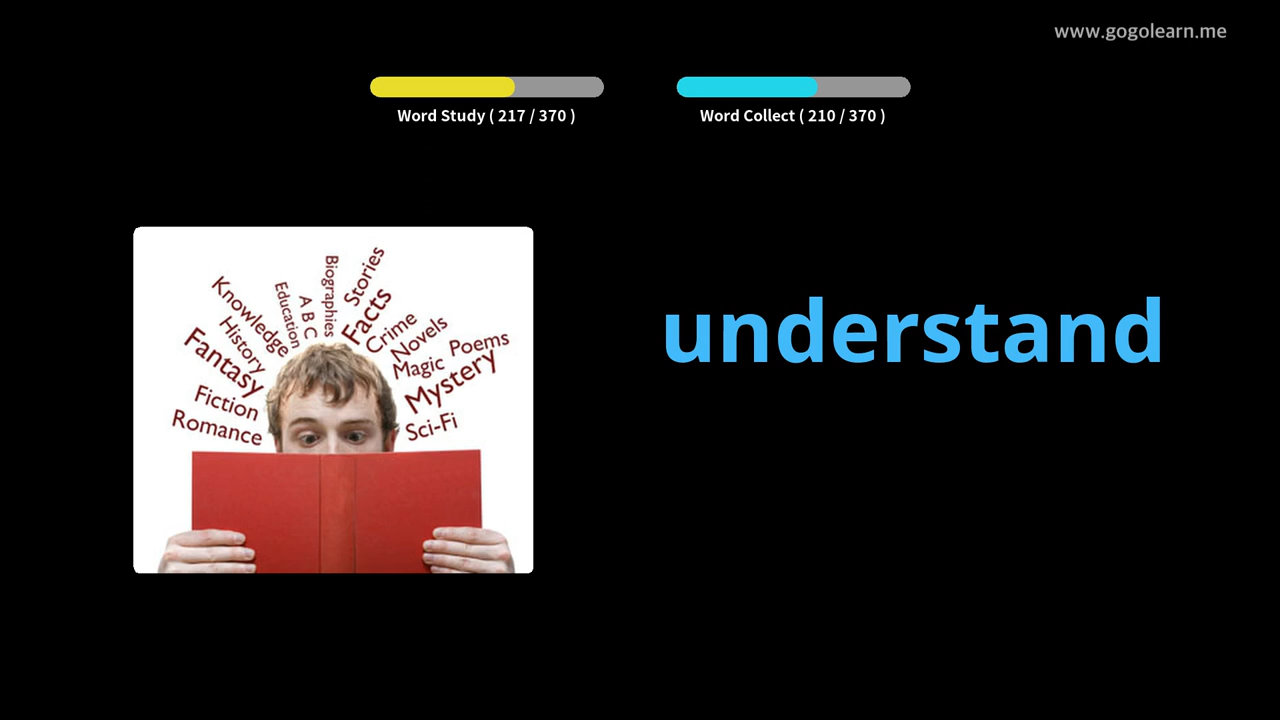 www.gogolearn.me
Word Study ( 217 / 370 )
Word Collect ( 210 / 370 )
understand
Romance
Fiction
Fantasy
History
Knowledge
Education
A B C
Biographies
Stories
Facts
Crime
Novels
Magic
Poems
Mystery
Sci-Fi